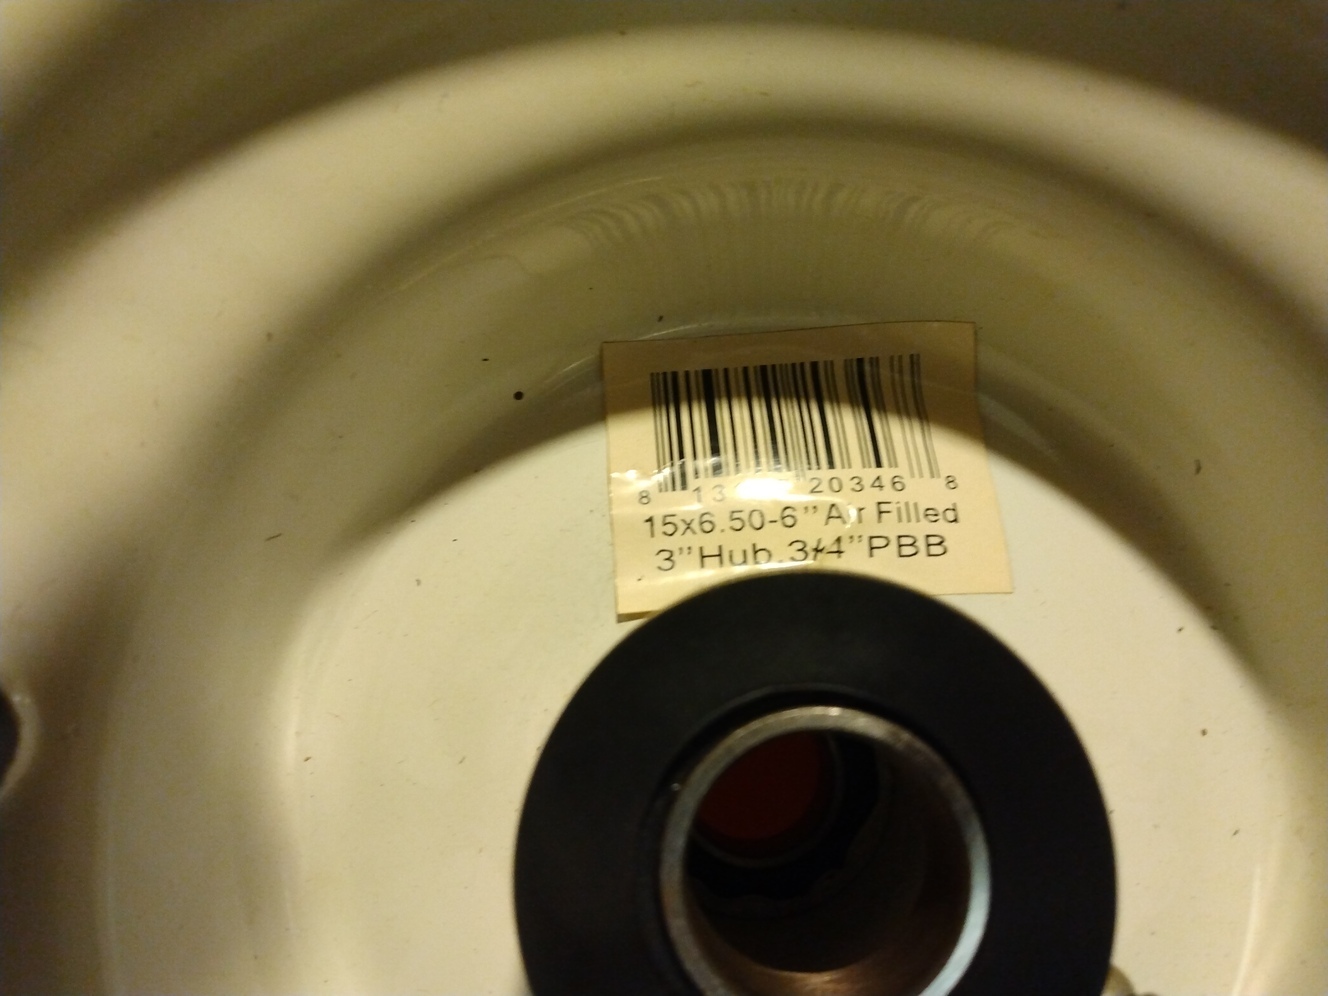 8 13 20346 8
15x6.50-6" Air Filled
3"Hub.3/4"PBB